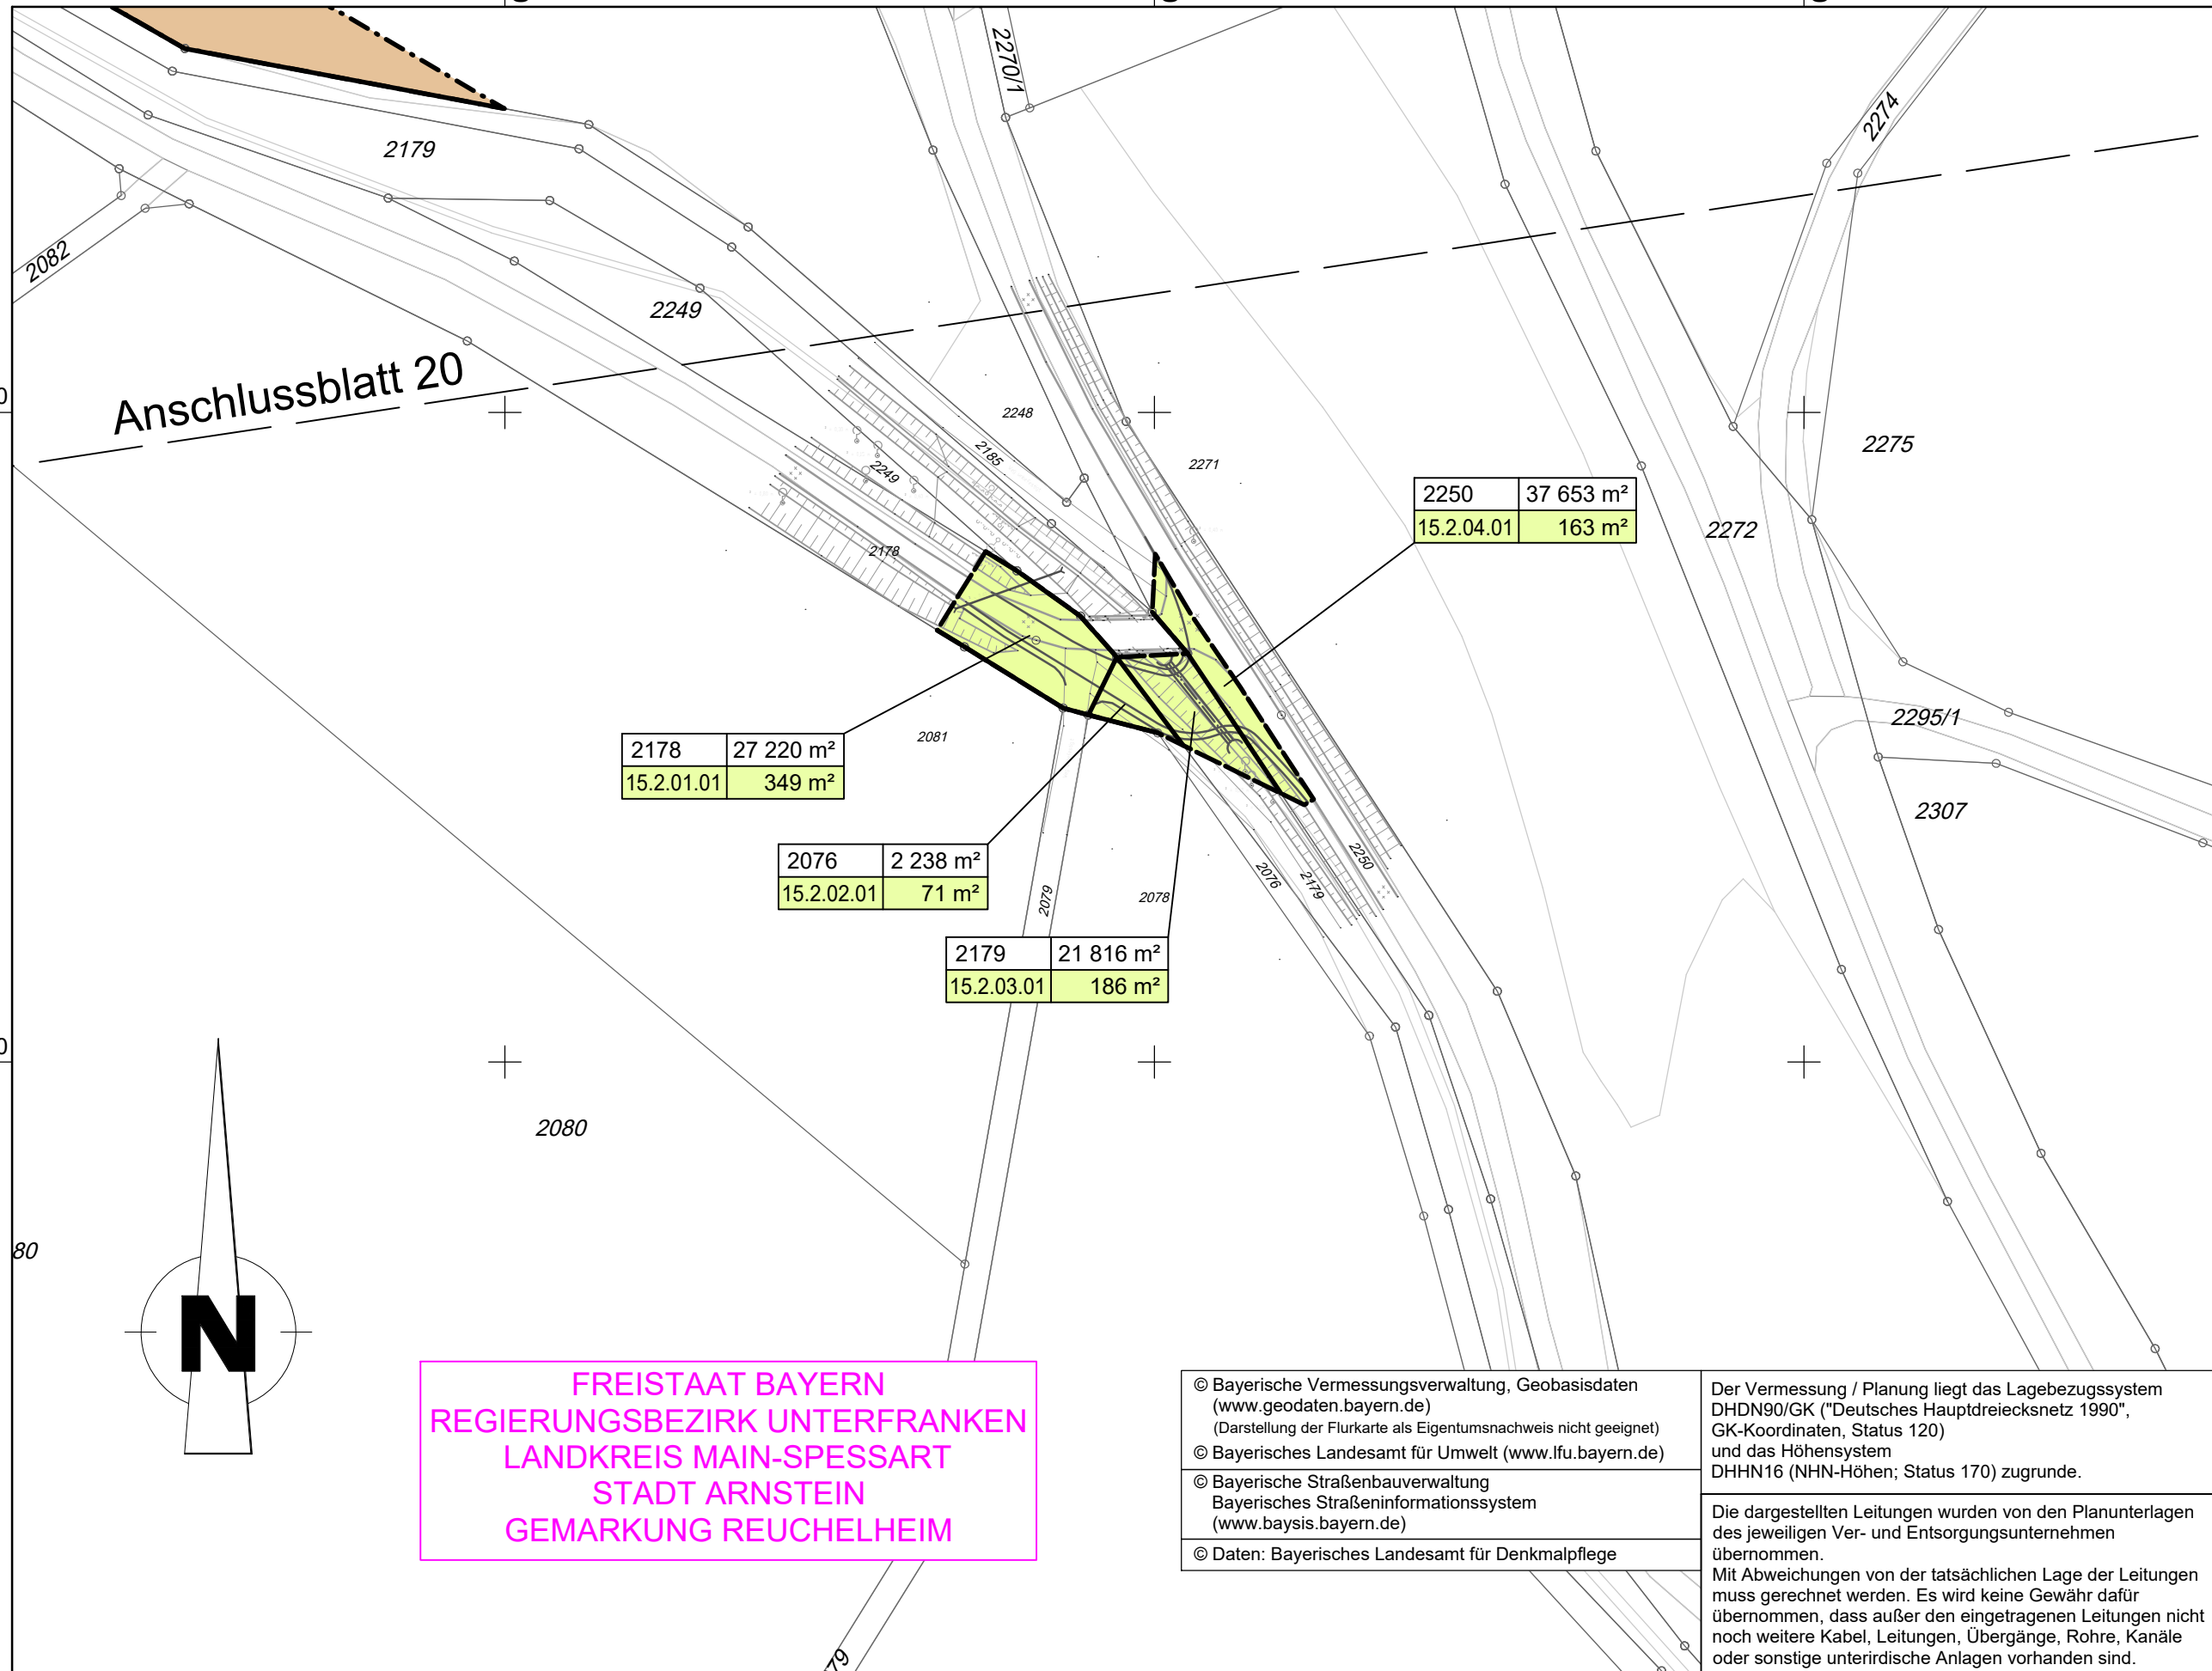 2270/1
2274
2179
2082
2249
Anschlussblatt 20
2248
2185
2249
2271
2275
2250 37 653 m²
15.2.04.01 163 m²
2272
2178
2295/1
2081
2178 27 220 m²
15.2.01.01 349 m²
2307
2076 2 238 m²
15.2.02.01 71 m²
2250
2076
2179
2079
2078
2179 21 816 m²
15.2.03.01 186 m²
2080
80
N
FREISTAAT BAYERN
REGIERUNGSBEZIRK UNTERFRANKEN
LANDKREIS MAIN-SPESSART
STADT ARNSTEIN
GEMARKUNG REUCHELHEIM
© Bayerische Vermessungsverwaltung, Geobasisdaten
(www.geodaten.bayern.de)
(Darstellung der Flurkarte als Eigentumsnachweis nicht geeignet)
© Bayerisches Landesamt für Umwelt (www.lfu.bayern.de)
© Bayerische Straßenbauverwaltung
Bayerisches Straßeninformationssystem
(www.baysis.bayern.de)
© Daten: Bayerisches Landesamt für Denkmalpflege
Der Vermessung / Planung liegt das Lagebezugssystem
DHDN90/GK ("Deutsches Hauptdreiecksnetz 1990",
GK-Koordinaten, Status 120)
und das Höhensystem
DHHN16 (NHN-Höhen; Status 170) zugrunde.
Die dargestellten Leitungen wurden von den Planunterlagen
des jeweiligen Ver- und Entsorgungsunternehmen
übernommen.
Mit Abweichungen von der tatsächlichen Lage der Leitungen
muss gerechnet werden. Es wird keine Gewähr dafür
übernommen, dass außer den eingetragenen Leitungen nicht
noch weitere Kabel, Leitungen, Übergänge, Rohre, Kanäle
oder sonstige unterirdische Anlagen vorhanden sind.
79